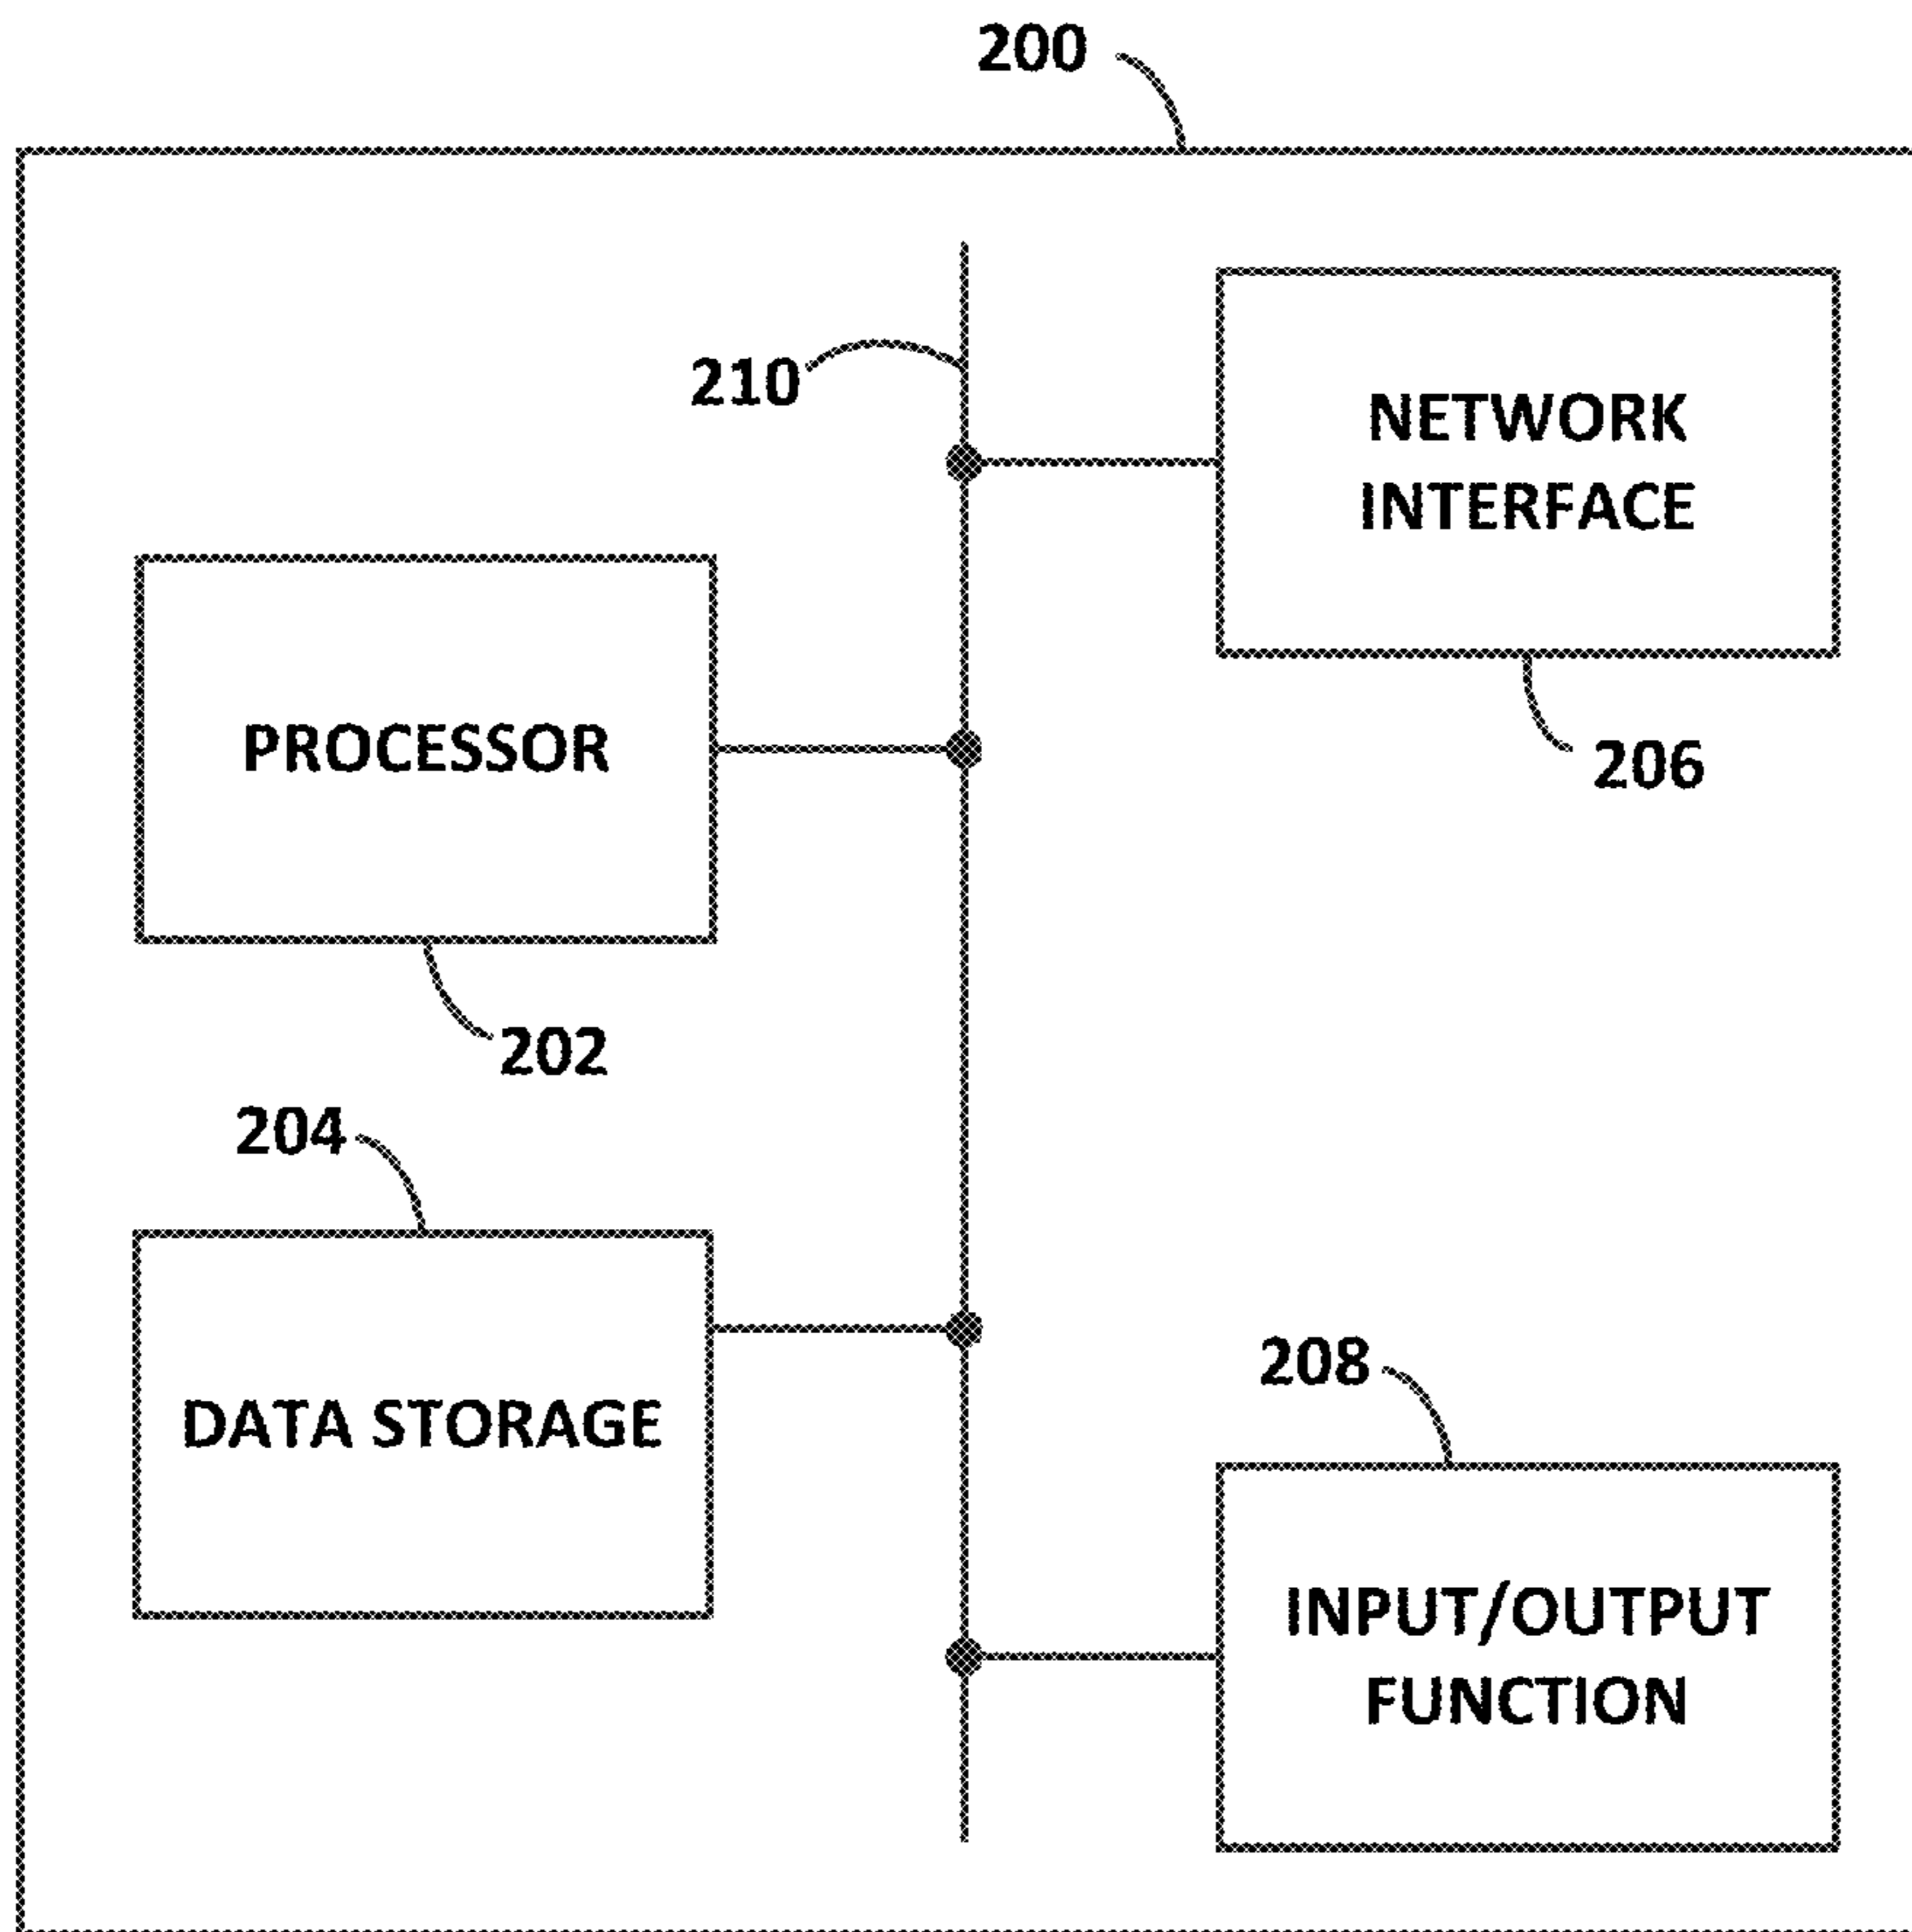 200
210
NETWORK
INTERFACE
206
PROCESSOR
202
204
DATA STORAGE
208
INPUT/OUTPUT
FUNCTION